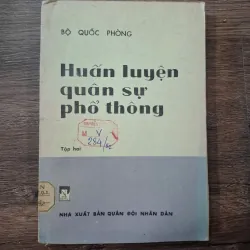 BỘ QUỐC PHÒNG
Huấn luyện
quân sự
phổ thông
V
Tập hai
NHÀ XUẤT BẢN QUÂN ĐỘI NHÂN DÂN